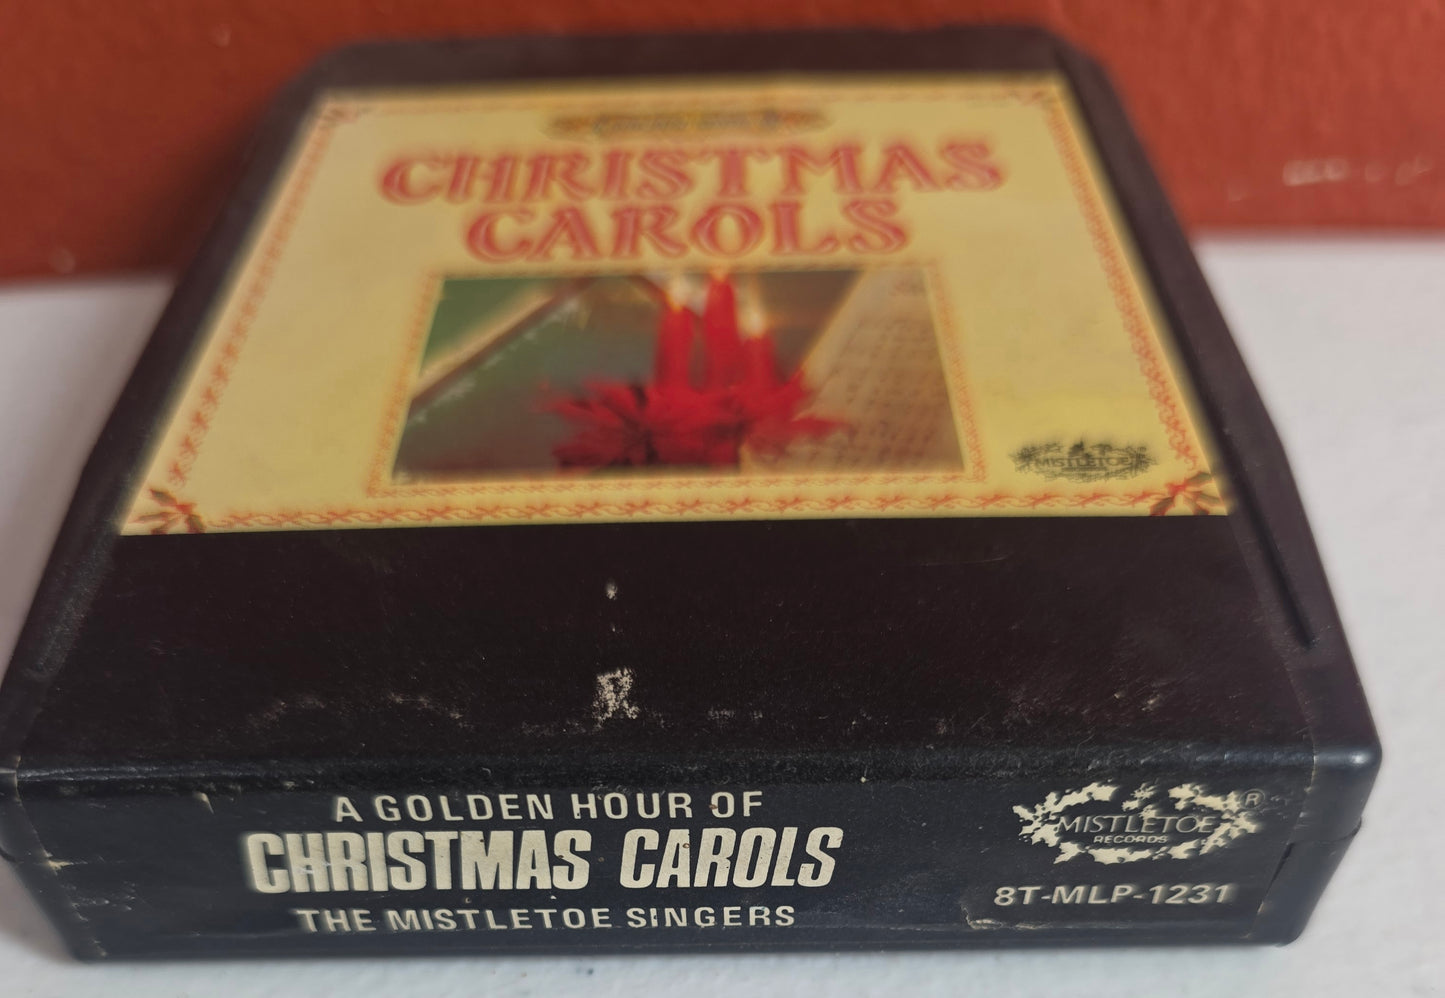 CHRISTMAS
CAROLS
MISTLETOE
A GOLDEN HOUR OF
CHRISTMAS CAROLS
THE MISTLETOE SINGERS
MISTLETOE ®
RECORDS
8T-MLP-1231